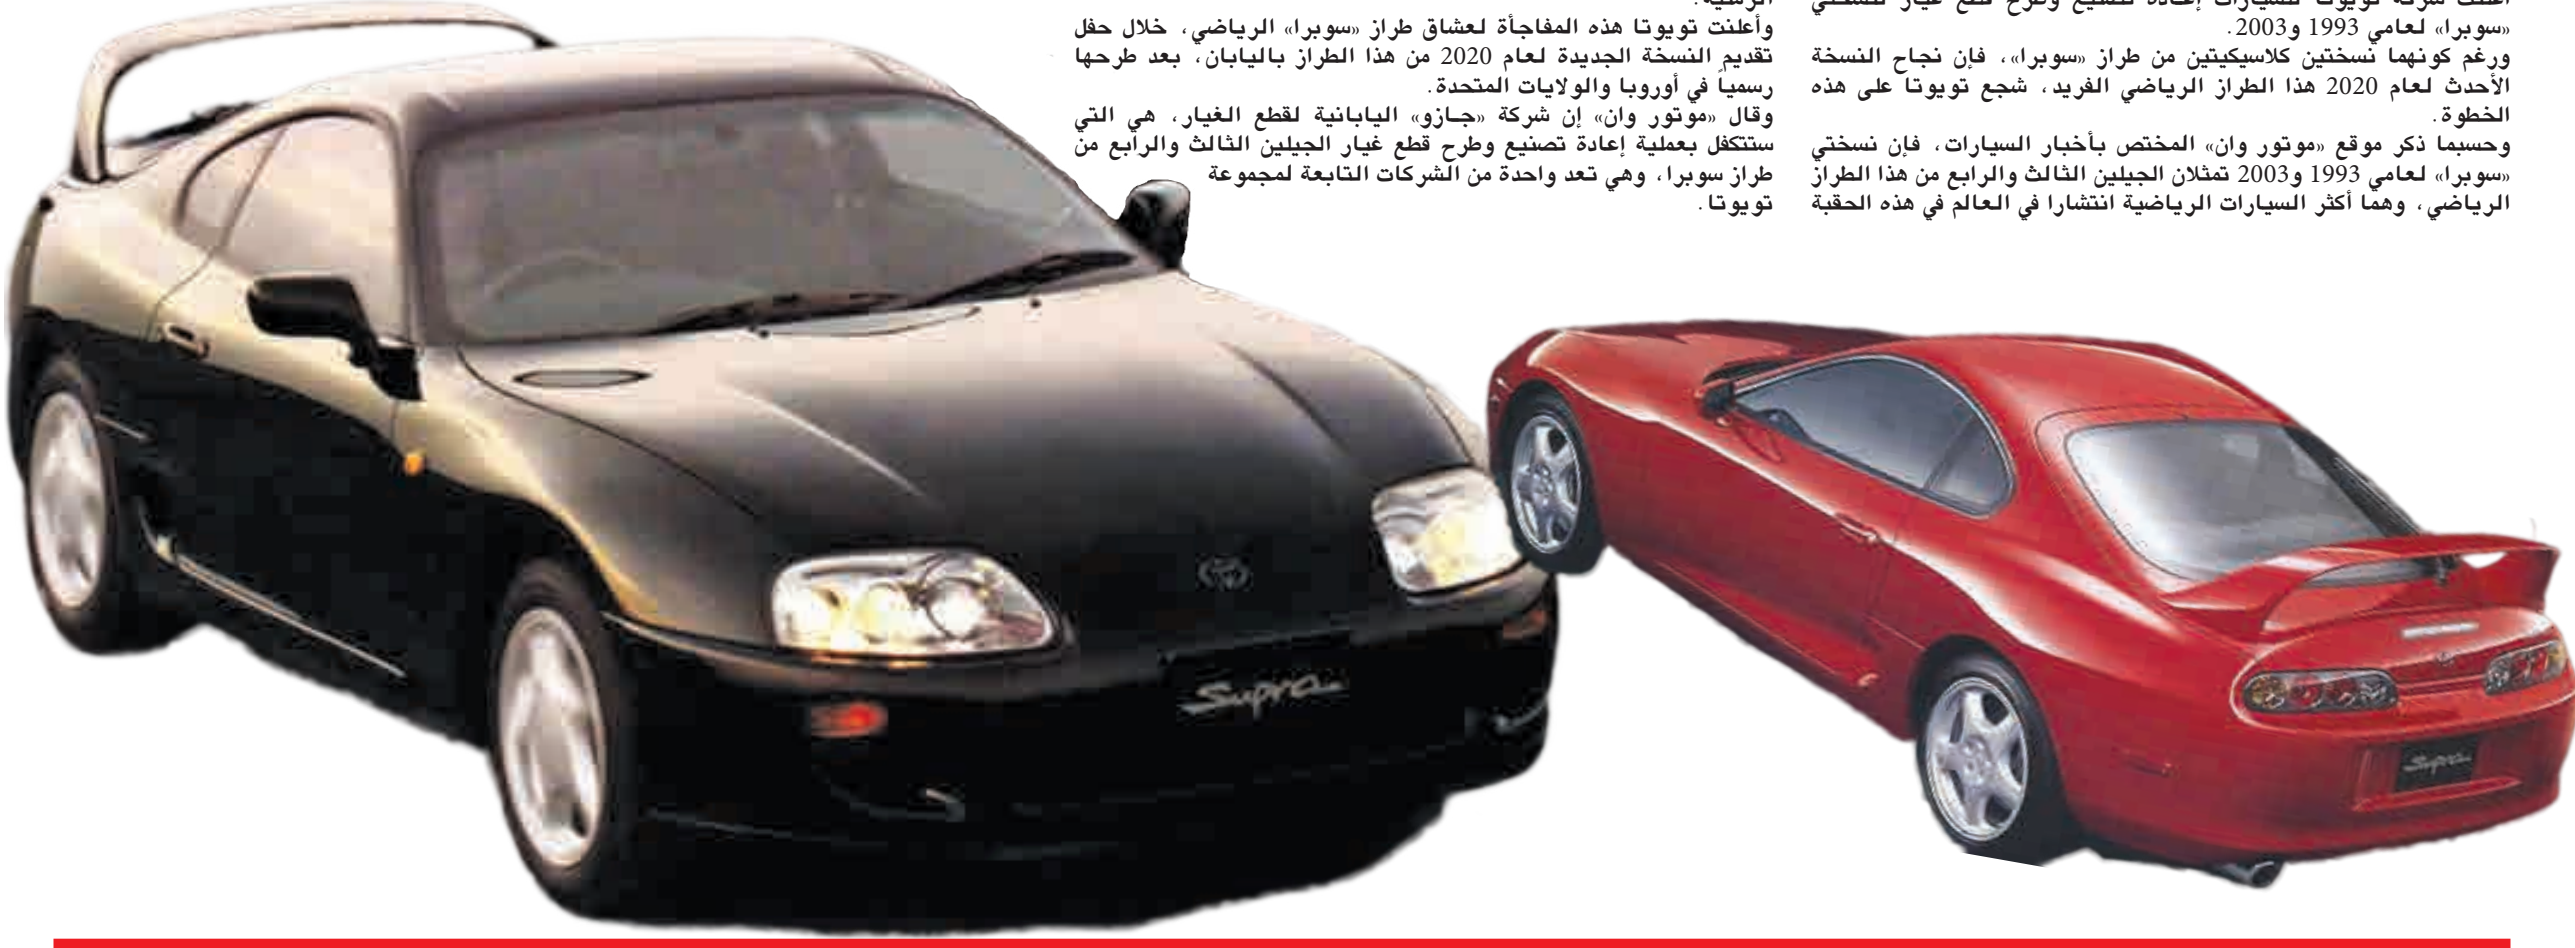 «سوبرا» لعامي 1993 و2003.
ورغم كونهما نسختين كلاسيكيتين من طراز «سوبرا»، فإن نجاح النسخة
الأحدث لعام 2020 هذا الطراز الرياضي الفريد، شجع تويوتا على هذه
الخطوة.
وحسبما ذكر موقع «موتور وان» المختص بأخبار السيارات، فإن نسختي
«سوبرا» لعامي 1993 و2003 تمثلان الجيلين الثالث والرابع من هذا الطراز
الرياضي، وهما أكثر السيارات الرياضية انتشارا في العالم في هذه الحقبة
وأعلنت تويوتا هذه المفاجأة لعشاق طراز «سوبرا» الرياضي، خلال حفل
تقديم النسخة الجديدة لعام 2020 من هذا الطراز باليابان، بعد طرحها
رسمياً في أوروبا والولايات المتحدة.
وقال «موتور وان» إن شركة «جازو» اليابانية لقطع الغيار، هي التي
ستتكفل بعملية إعادة تصنيع وطرح قطع غيار الجيلين الثالث والرابع من
طراز سوبرا، وهي تعد واحدة من الشركات التابعة لمجموعة
تويوتا.
Supra
Supra